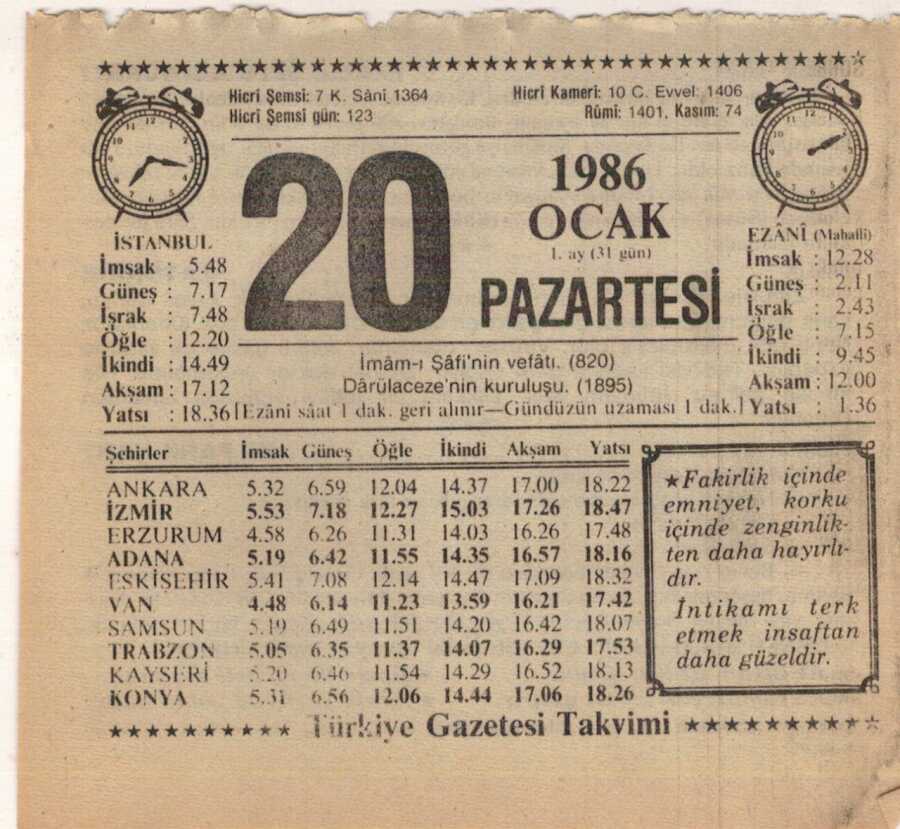 Hicrî Şemsi: 7 K. Sâni 1364
Hicrî Şemsi gün: 123
Hicrî Kameri: 10 C. Evvel 1406
Rûmî: 1401, Kasım: 74
20
1986
OCAK
1. ay (31 gün)
PAZARTESİ
İSTANBUL
İmsak : 5.48
Güneş : 7.17
İşrak : 7.48
Öğle : 12.20
İkindi : 14.49
Akşam : 17.12
Yatsı : 18.36
EZÂNÎ (Mahalli)
İmsak : 12.28
Güneş : 2.11
İşrak : 2.43
Öğle : 7.15
İkindi : 9.45
Akşam : 12.00
Yatsı : 1.36
İmâm-ı Şâfi'nin vefâtı. (820)
Dârülaceze'nin kuruluşu. (1895)
[Ezânî sâat 1 dak. geri alınır—Gündüzün uzaması 1 dak.]
Şehirler İmsak Güneş Öğle İkindi Akşam Yatsı
ANKARA 5.32 6.59 12.04 14.37 17.00 18.22
İZMİR 5.53 7.18 12.27 15.03 17.26 18.47
ERZURUM 4.58 6.26 11.31 14.03 16.26 17.48
ADANA 5.19 6.42 11.55 14.35 16.57 18.16
ESKİŞEHİR 5.41 7.08 12.14 14.47 17.09 18.32
VAN 4.48 6.14 11.23 13.59 16.21 17.42
SAMSUN 5.19 6.49 11.51 14.20 16.42 18.07
TRABZON 5.05 6.35 11.37 14.07 16.29 17.53
KAYSERİ 5.20 6.46 11.54 14.29 16.52 18.13
KONYA 5.31 6.56 12.06 14.44 17.06 18.26
★Fakirlik içinde
emniyet, korku
içinde zenginlik-
ten daha hayırlı-
dır.
İntikamı terk
etmek insaftan
daha güzeldir.
Türkiye Gazetesi Takvimi